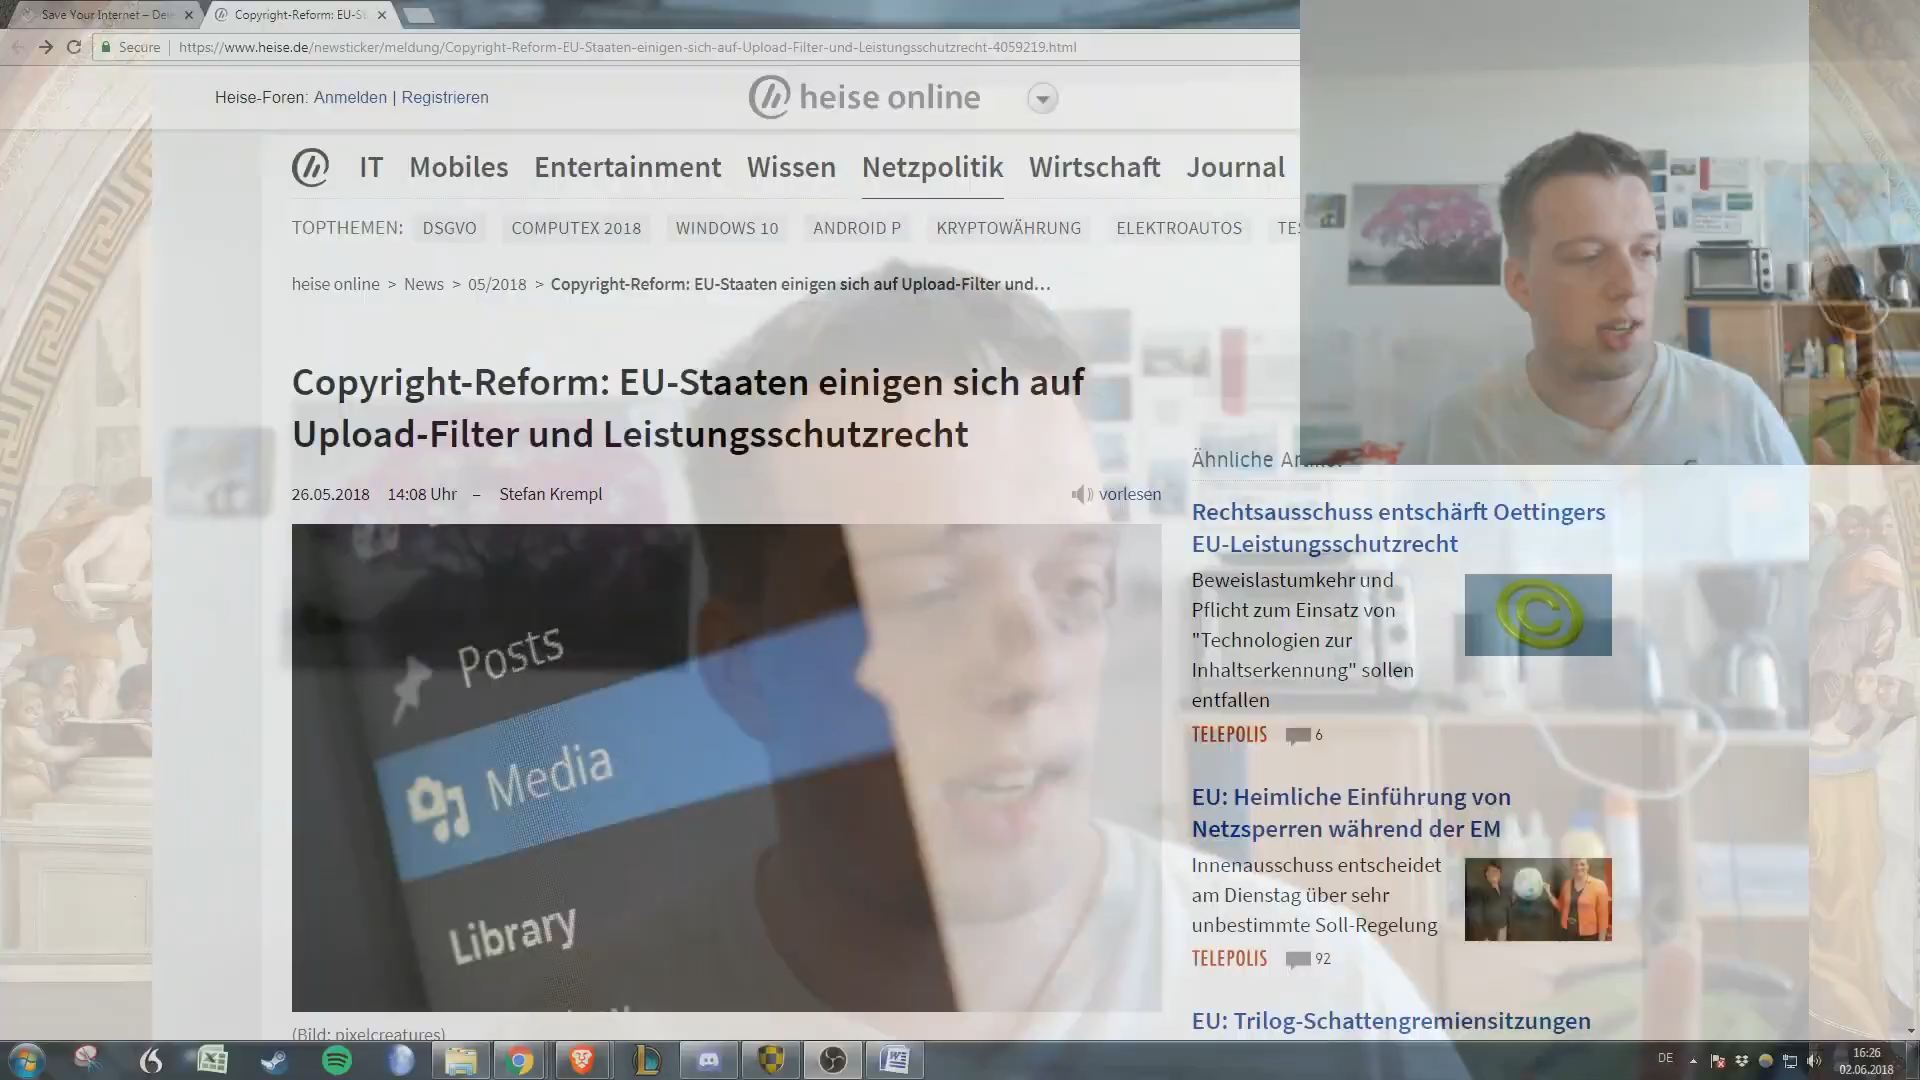 Save Your Internet – De
Copyright-Reform: EU-St
Secure
https://www.heise.de/newsticker/meldung/Copyright-Reform-EU-Staaten-einigen-sich-auf-Upload-Filter-und-Leistungsschutzrecht-4059219.html
Heise-Foren: Anmelden | Registrieren
heise online
IT Mobiles Entertainment Wissen Netzpolitik Wirtschaft Journal
TOPTHEMEN: DSGVO COMPUTEX 2018 WINDOWS 10 ANDROID P KRYPTOWÄHRUNG ELEKTROAUTOS TES
heise online > News > 05/2018 > Copyright-Reform: EU-Staaten einigen sich auf Upload-Filter und…
Copyright-Reform: EU-Staaten einigen sich auf
Upload-Filter und Leistungsschutzrecht
26.05.2018 14:08 Uhr – Stefan Krempl
vorlesen
Posts
Media
Library
(Bild: pixelcreatures)
Ähnliche
Rechtsausschuss entschärft Oettingers
EU-Leistungsschutzrecht
Beweislastumkehr und
Pflicht zum Einsatz von
"Technologien zur
Inhaltserkennung" sollen
entfallen
TELEPOLIS 6
EU: Heimliche Einführung von
Netzsperren während der EM
Innenausschuss entscheidet
am Dienstag über sehr
unbestimmte Soll-Regelung
TELEPOLIS 92
EU: Trilog-Schattengremiensitzungen
DE
16:26
02.06.2018